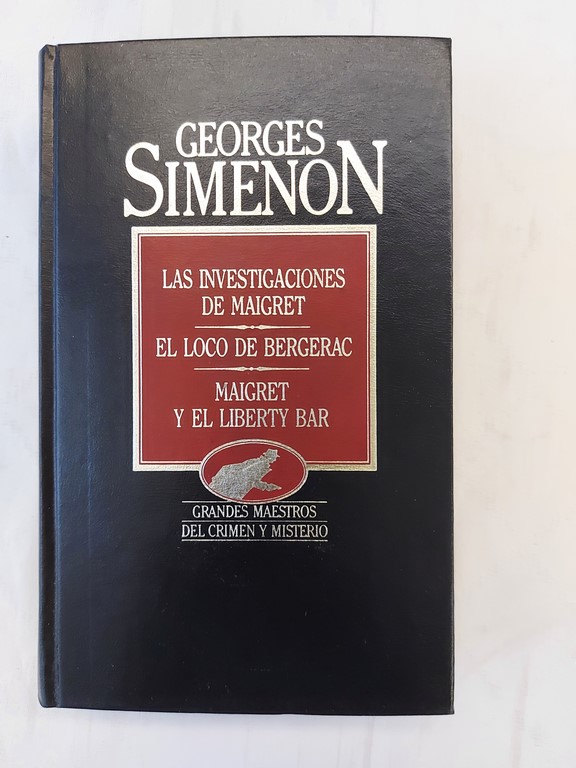 GEORGES
SIMENON
LAS INVESTIGACIONES
DE MAIGRET
EL LOCO DE BERGERAC
MAIGRET
Y EL LIBERTY BAR
GRANDES MAESTROS
DEL CRIMEN Y MISTERIO